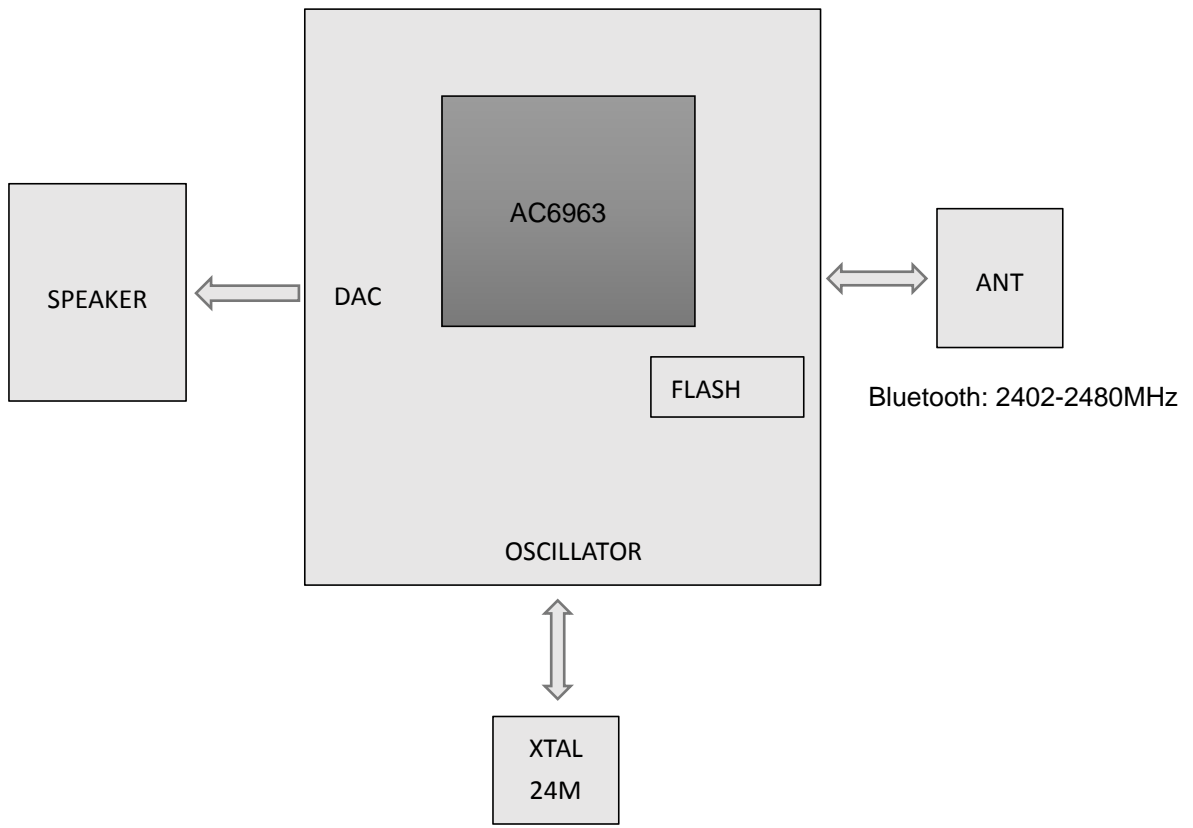 AC6963
SPEAKER
DAC
ANT
FLASH
Bluetooth: 2402-2480MHz
OSCILLATOR
XTAL
24M